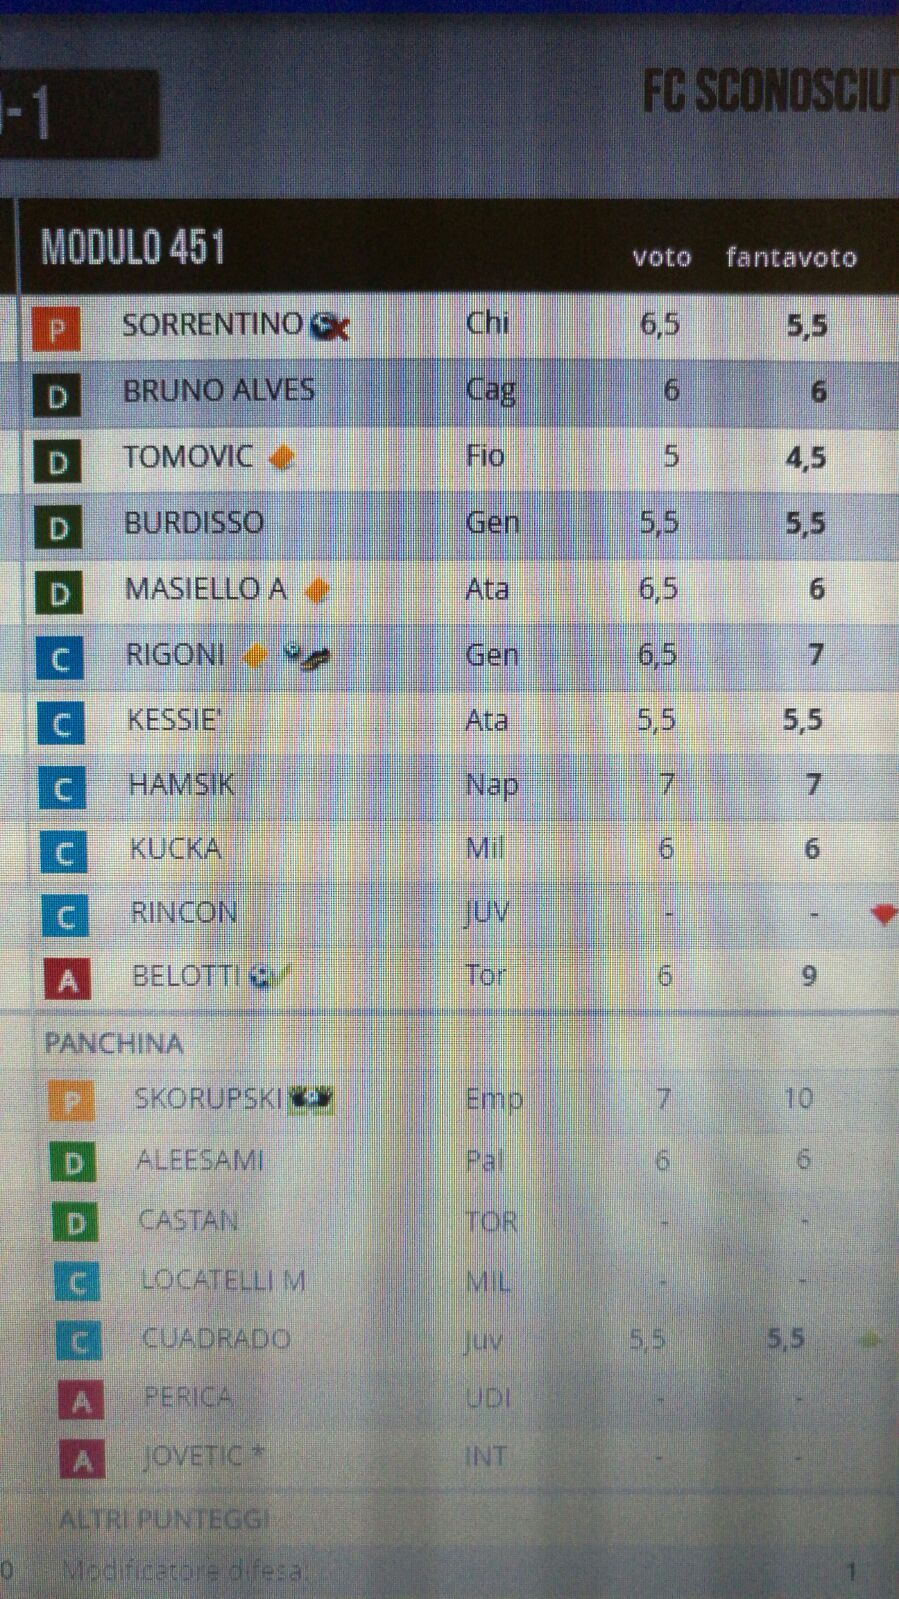 -1
FC SCONOSCIUT
MODULO 451 voto fantavoto
P SORRENTINO Chi 6,5 5,5
D BRUNO ALVES Cag 6 6
D TOMOVIC Fio 5 4,5
D BURDISSO Gen 5,5 5,5
D MASIELLO A Ata 6,5 6
C RIGONI Gen 6,5 7
C KESSIE' Ata 5,5 5,5
C HAMSIK Nap 7 7
C KUCKA Mil 6 6
C RINCON JUV - -
A BELOTTI Tor 6 9
PANCHINA
P SKORUPSKI Emp 7 10
D ALEESAMI Pal 6 6
D CASTAN TOR - -
C LOCATELLI M MIL - -
C CUADRADO Juv 5,5 5,5
A PERICA UDI - -
A JOVETIC * INT - -
ALTRI PUNTEGGI
0 Modificatore difesa: 1